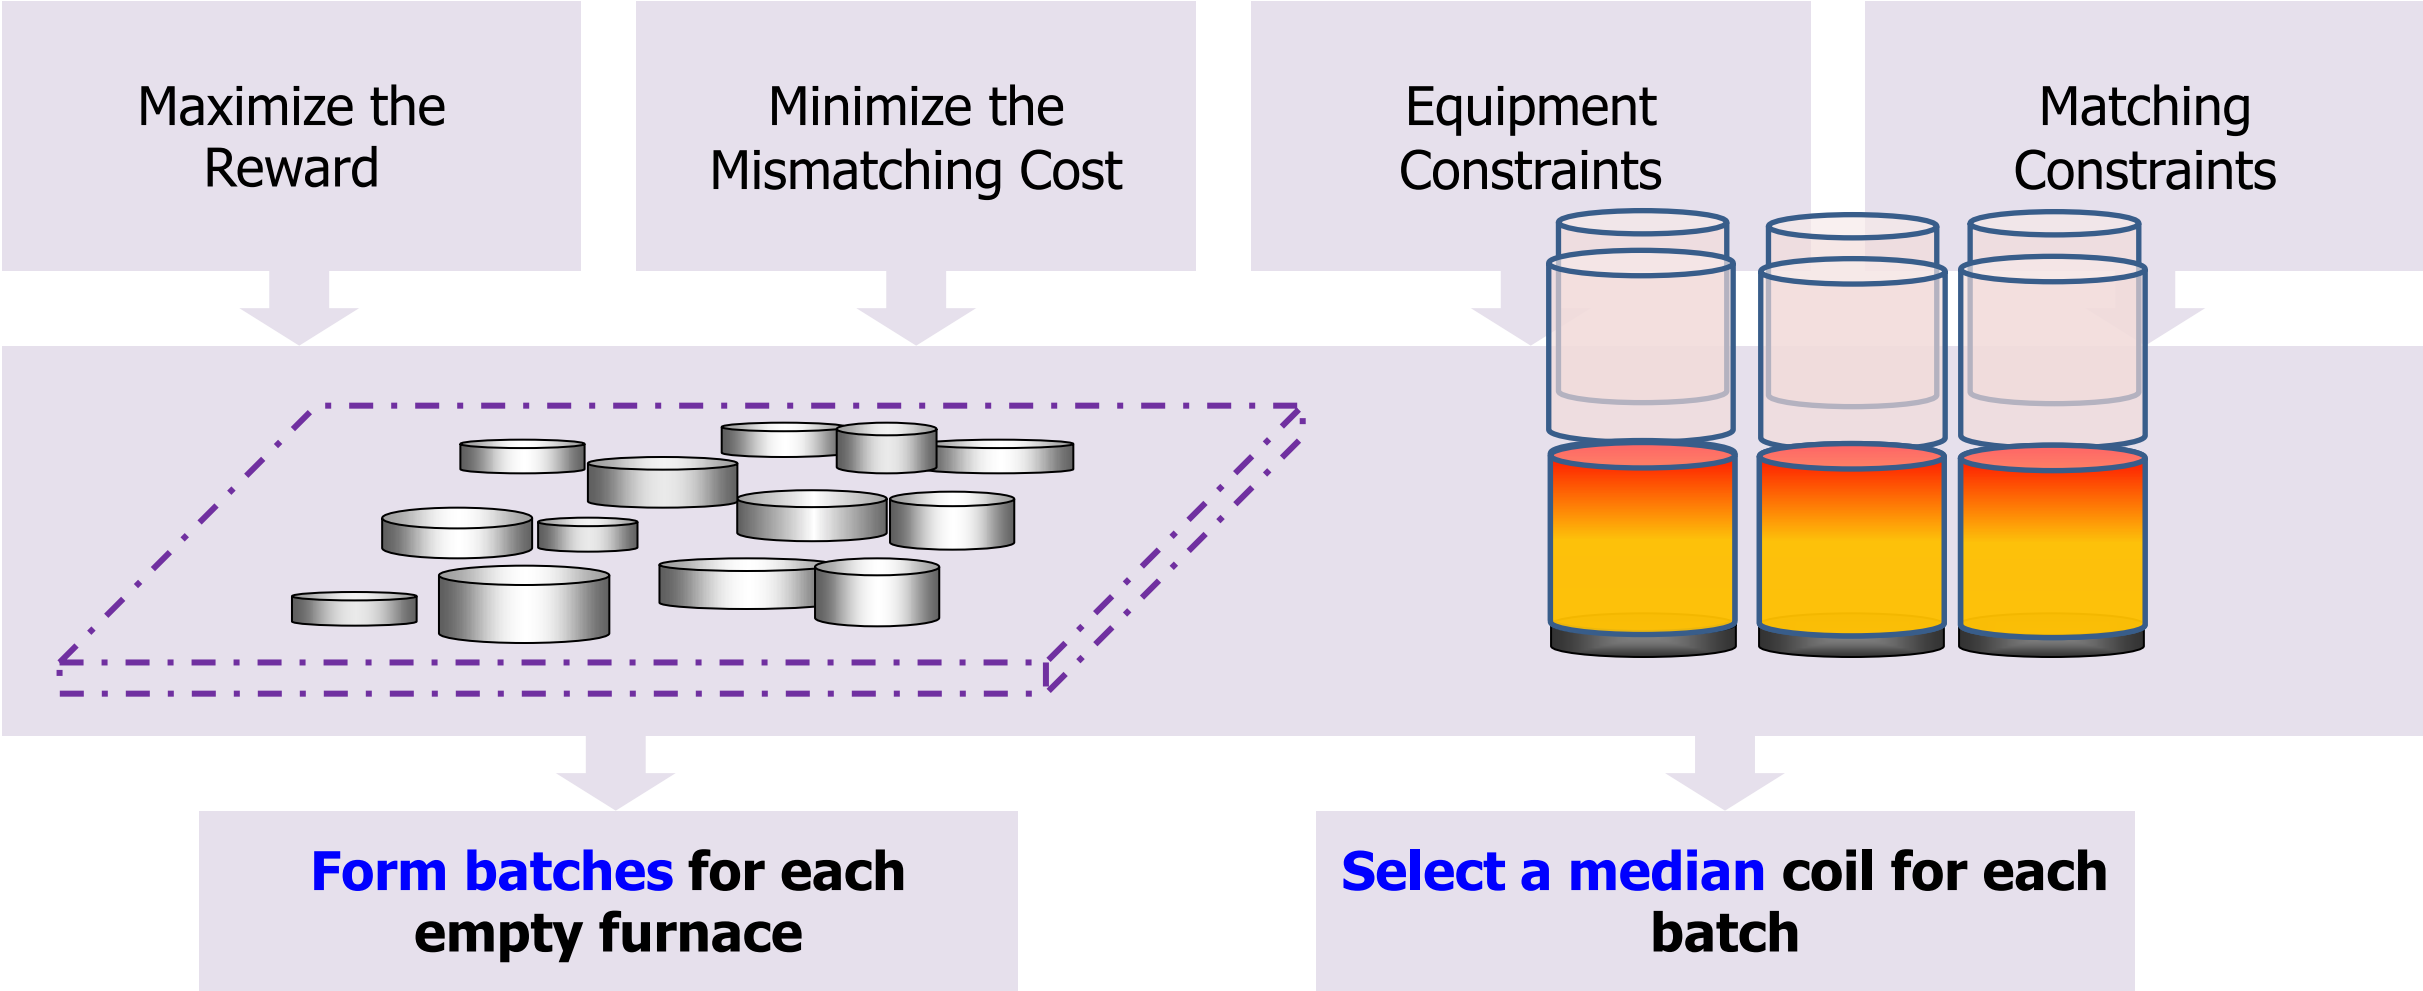 Maximize the
Reward
Minimize the
Mismatching Cost
Equipment
Constraints
Matching
Constraints
Form batches for each
empty furnace
Select a median coil for each
batch